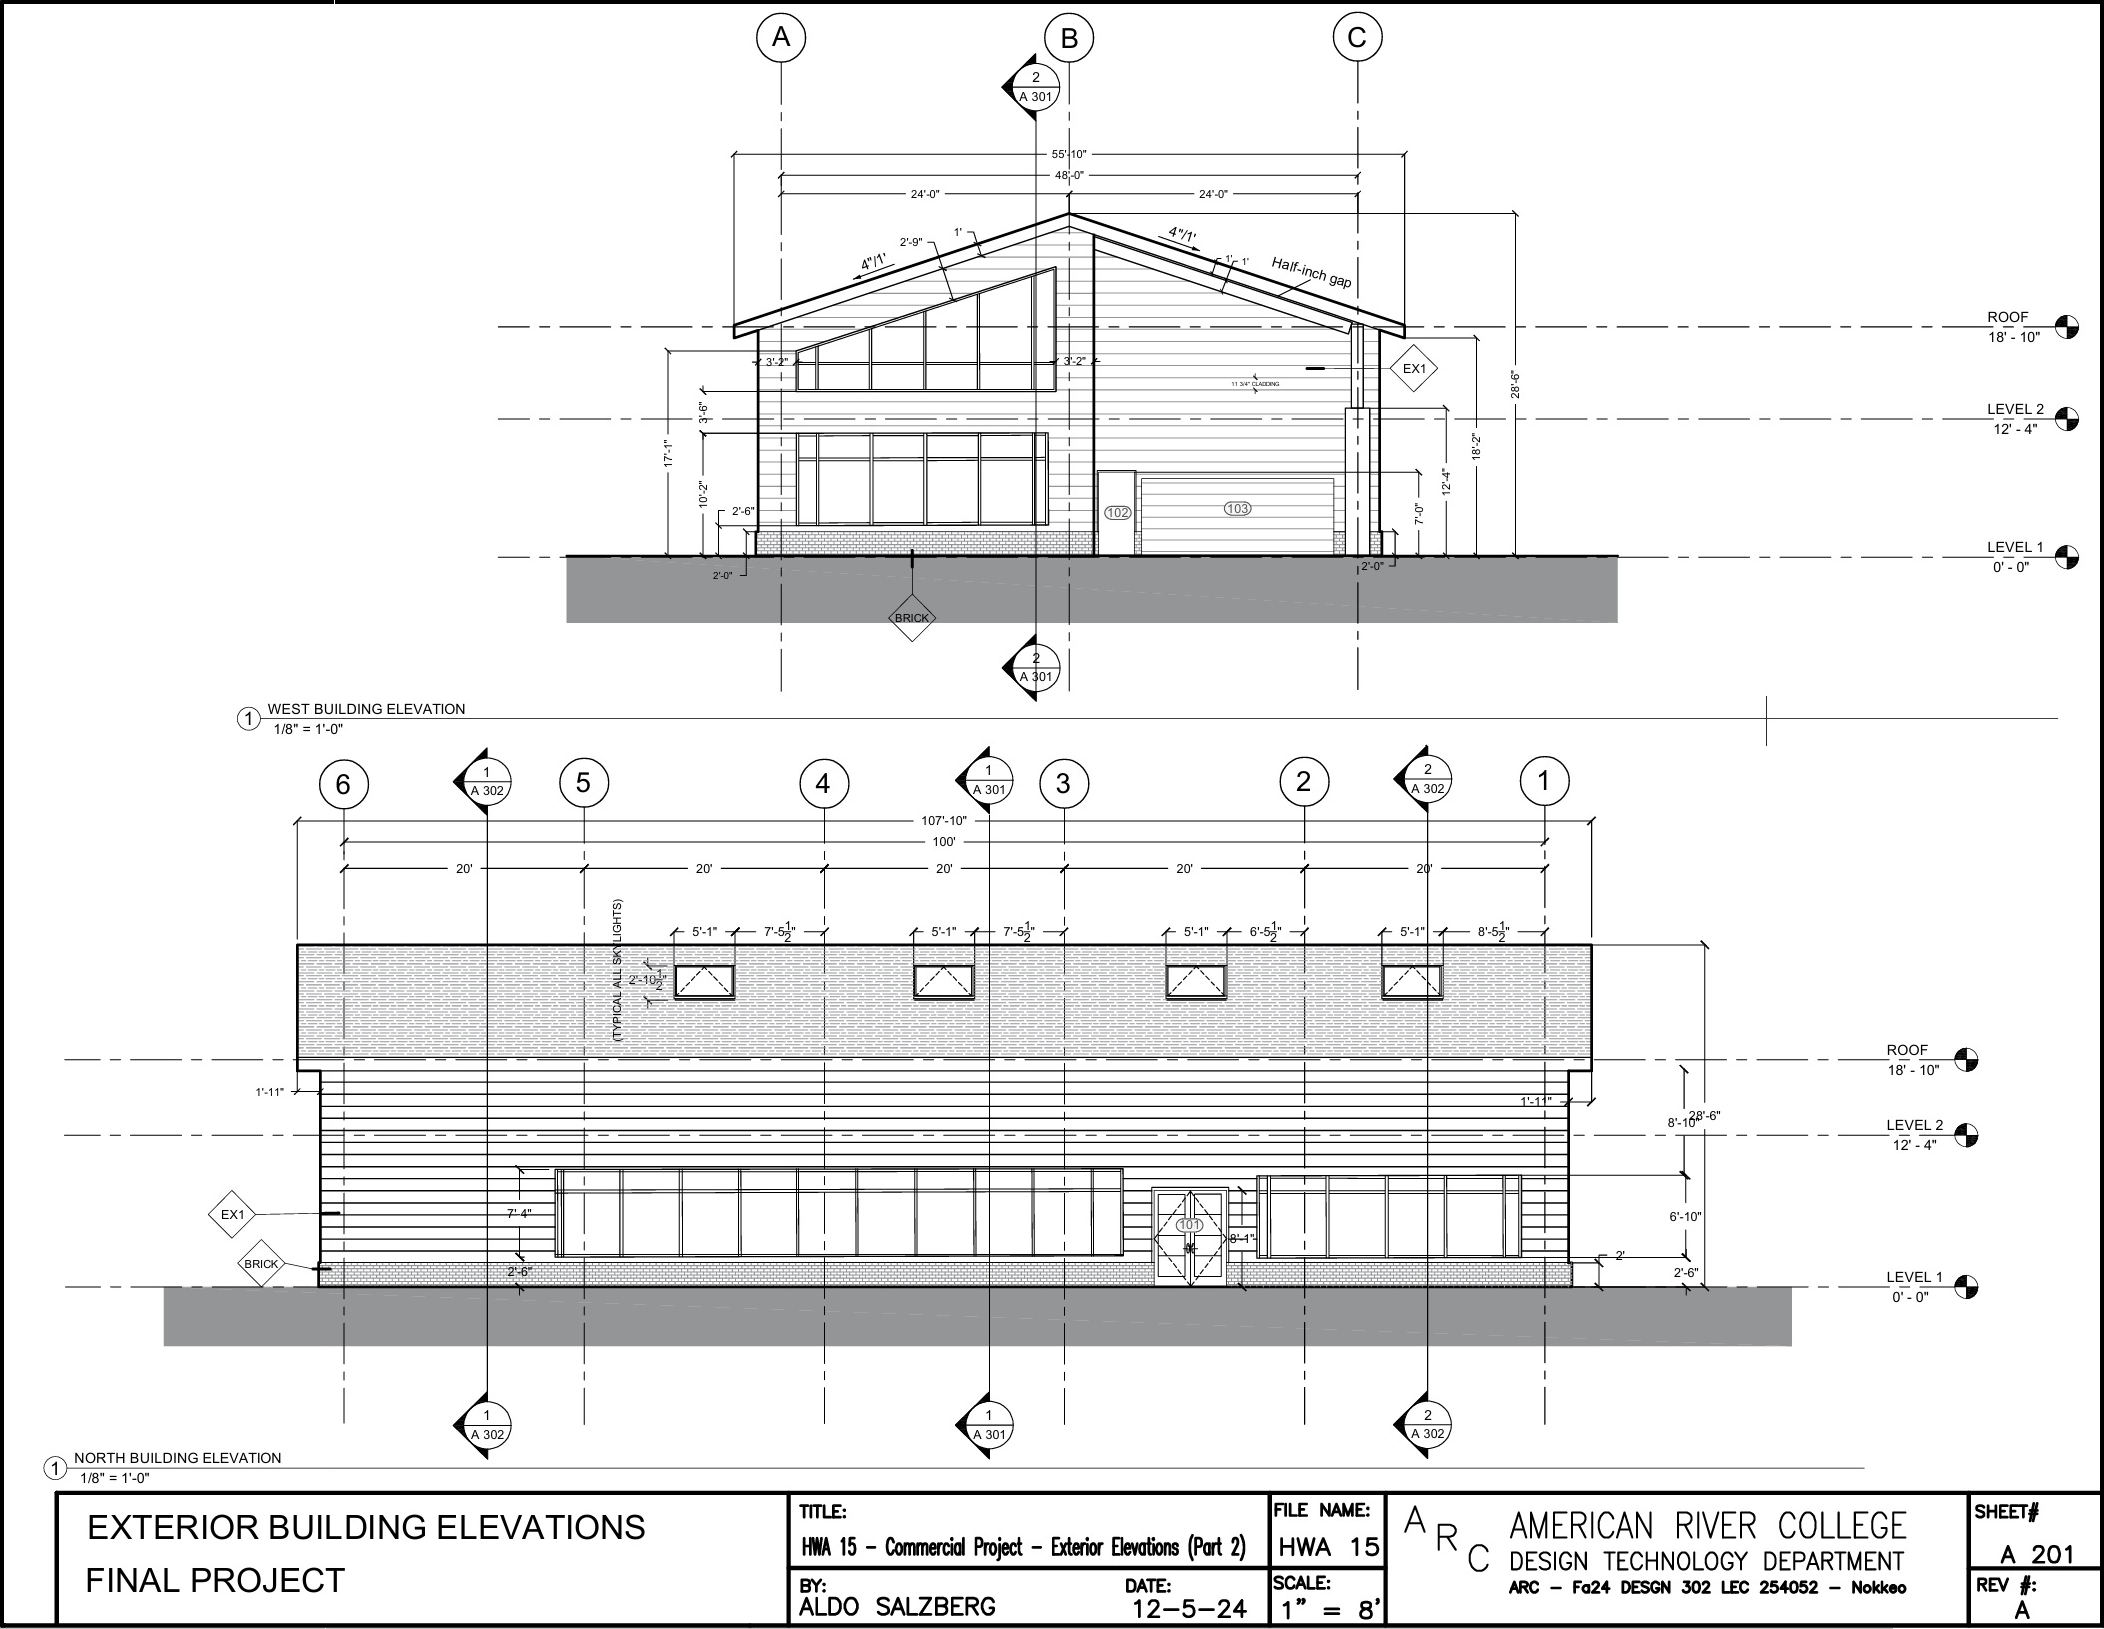 A
B
C
2
A 301
55'-10"
48'-0"
24'-0"
24'-0"
1'
2'-9"
4"/1'
4"/1'
1'
1'
Half-inch gap
ROOF
18' - 10"
3'-2"
3'-2"
EX1
11 3/4" CLADDING
28'-6"
3'-6"
LEVEL 2
12' - 4"
17'-1"
18'-2"
10'-2"
12'-4"
2'-6"
102
103
7'-0"
LEVEL 1
0' - 0"
2'-0"
2'-0"
BRICK
2
A 301
1
WEST BUILDING ELEVATION
1/8" = 1'-0"
6
1
A 302
5
4
1
A 301
3
2
2
A 302
1
107'-10"
100'
20'
20'
20'
20'
20'
5'-1"
7'-5 1/2"
5'-1"
7'-5 1/2"
5'-1"
6'-5 1/2"
5'-1"
8'-5 1/2"
(TYPICAL ALL SKYLIGHTS)
2'-10 1/2"
ROOF
18' - 10"
1'-11"
1'-11"
8'-10"
28'-6"
LEVEL 2
12' - 4"
EX1
7'-4"
101
8'-1"
6'-10"
BRICK
2'-6"
2'
2'-6"
LEVEL 1
0' - 0"
1
A 302
1
A 301
2
A 302
1
NORTH BUILDING ELEVATION
1/8" = 1'-0"
EXTERIOR BUILDING ELEVATIONS
FINAL PROJECT
TITLE:
HWA 15 - Commercial Project - Exterior Elevations (Part 2)
BY:
ALDO SALZBERG
DATE:
12-5-24
FILE NAME:
HWA 15
SCALE:
1" = 8'
ARC
AMERICAN RIVER COLLEGE
DESIGN TECHNOLOGY DEPARTMENT
ARC - Fa24 DESGN 302 LEC 254052 - Nokkeo
SHEET#
A 201
REV #:
A